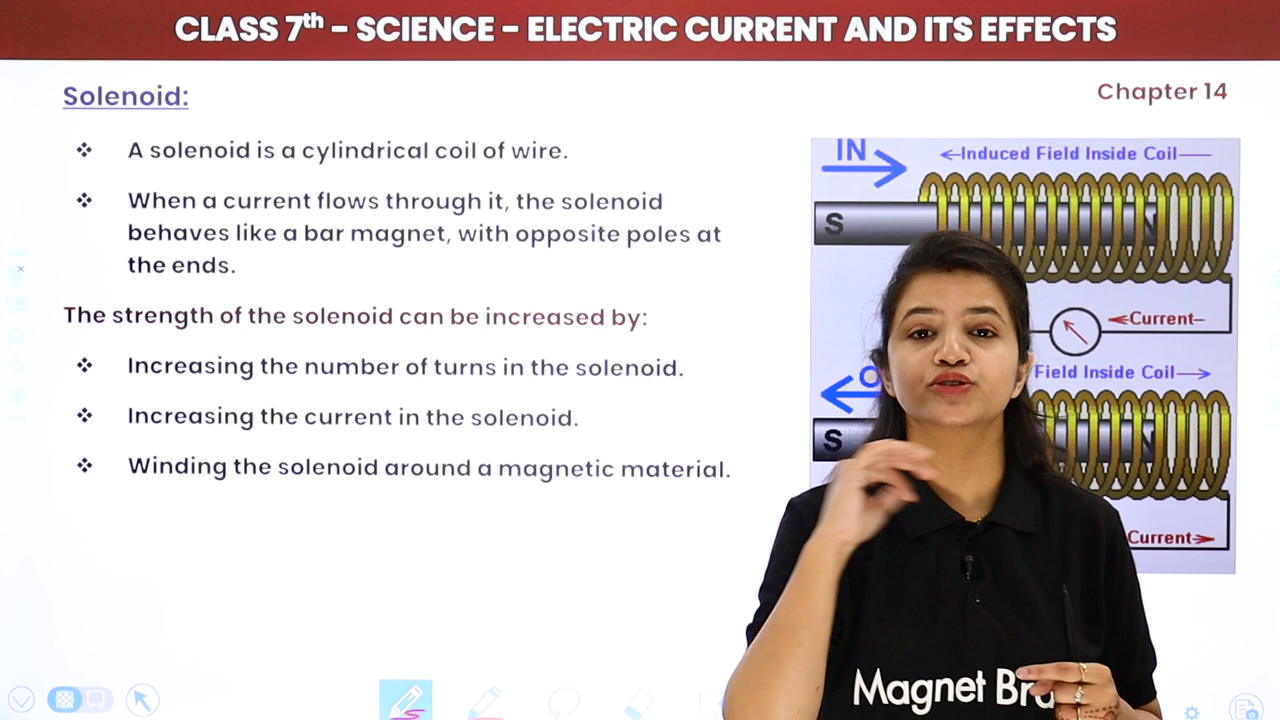 CLASS 7th – SCIENCE – ELECTRIC CURRENT AND ITS EFFECTS
Solenoid:
Chapter 14
❖ A solenoid is a cylindrical coil of wire.
❖ When a current flows through it, the solenoid
behaves like a bar magnet, with opposite poles at
the ends.
The strength of the solenoid can be increased by:
❖ Increasing the number of turns in the solenoid.
❖ Increasing the current in the solenoid.
❖ Winding the solenoid around a magnetic material.
IN
Induced Field Inside Coil
S
N
Current
Field Inside Coil
S
N
Current
Magnet